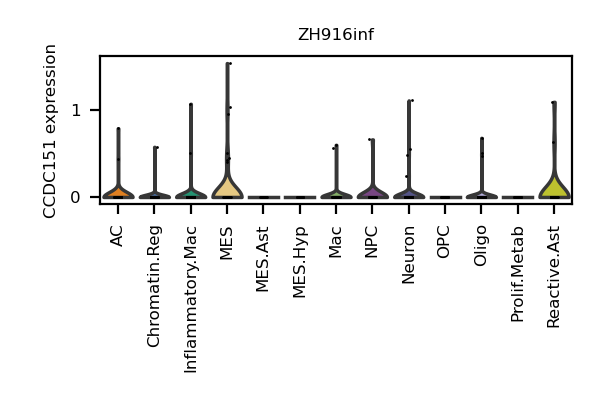 ZH916inf
CCDC151 expression
1
0
AC
Chromatin.Reg
Inflammatory.Mac
MES
MES.Ast
MES.Hyp
Mac
NPC
Neuron
OPC
Oligo
Prolif.Metab
Reactive.Ast